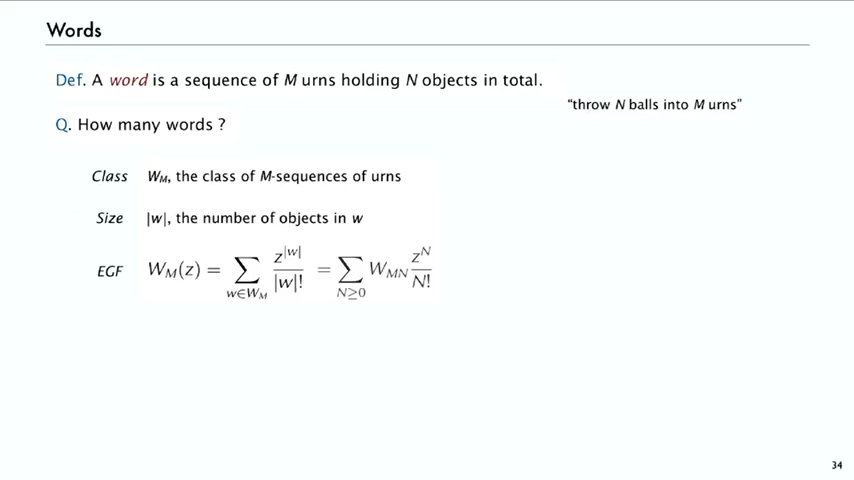 Words
Def. A word is a sequence of M urns holding N objects in total.
"throw N balls into M urns"
Q. How many words ?
Class W_M, the class of M-sequences of urns
Size |w|, the number of objects in w
EGF W_M(z) = ∑_{w∈W_M} z^{|w|}/|w|! = ∑_{N≥0} W_{MN} z^N/N!
34